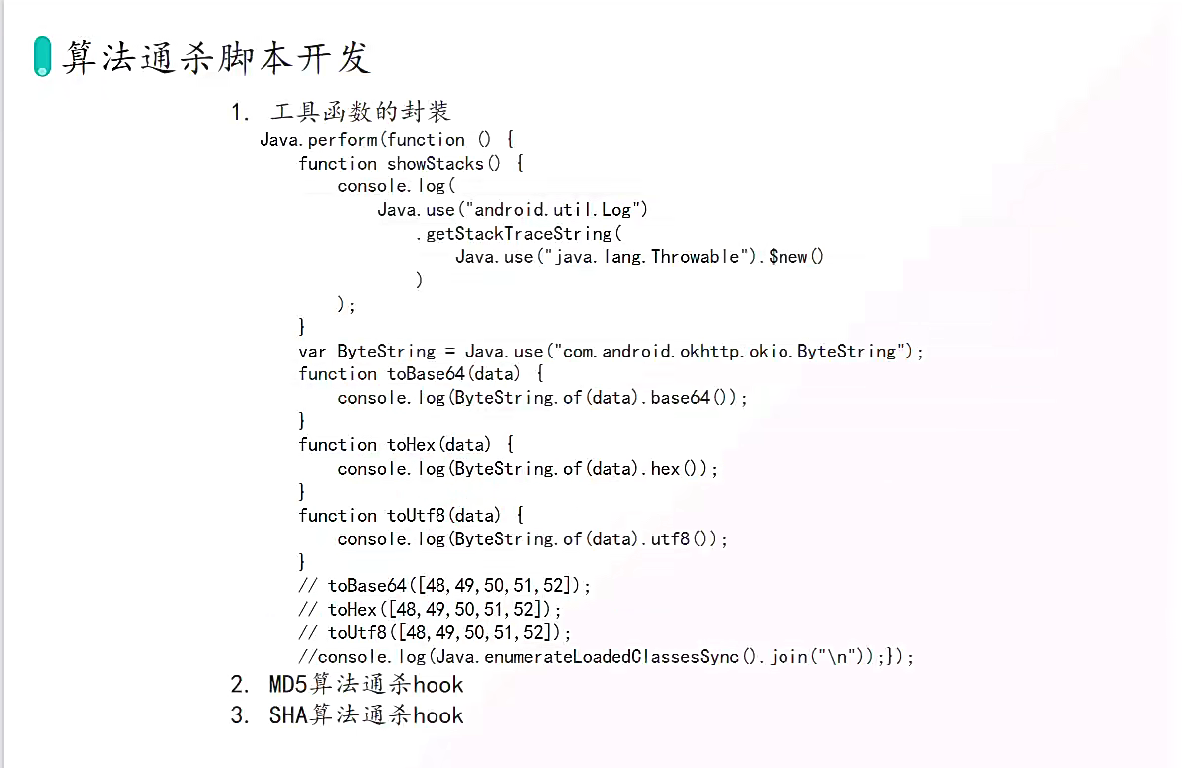 算法通杀脚本开发
1. 工具函数的封装
Java.perform(function () {
function showStacks() {
console.log(
Java.use("android.util.Log")
.getStackTraceString(
Java.use("java.lang.Throwable").$new()
)
);
}
var ByteString = Java.use("com.android.okhttp.okio.ByteString");
function toBase64(data) {
console.log(ByteString.of(data).base64());
}
function toHex(data) {
console.log(ByteString.of(data).hex());
}
function toUtf8(data) {
console.log(ByteString.of(data).utf8());
}
// toBase64([48,49,50,51,52]);
// toHex([48,49,50,51,52]);
// toUtf8([48,49,50,51,52]);
//console.log(Java.enumerateLoadedClassesSync().join("\n"));});
2. MD5算法通杀hook
3. SHA算法通杀hook